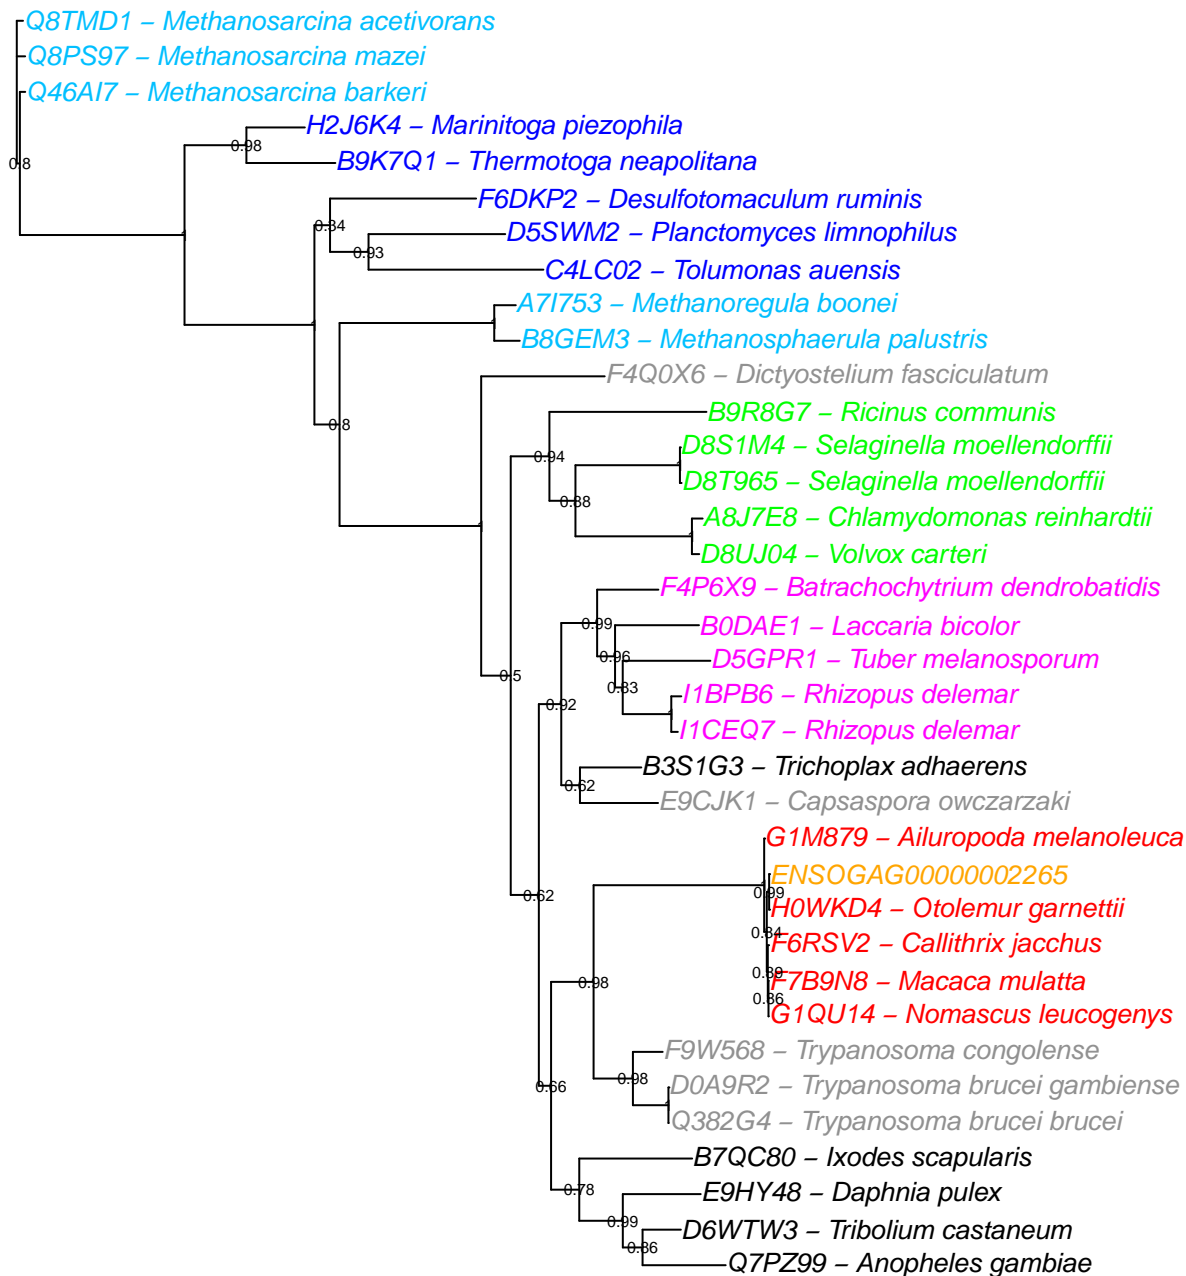 Q8TMD1 – Methanosarcina acetivorans
Q8PS97 – Methanosarcina mazei
Q46AI7 – Methanosarcina barkeri
H2J6K4 – Marinitoga piezophila
0.98
0.8
B9K7Q1 – Thermotoga neapolitana
F6DKP2 – Desulfotomaculum ruminis
0.84
D5SWM2 – Planctomyces limnophilus
0.93
C4LC02 – Tolumonas auensis
A7I753 – Methanoregula boonei
B8GEM3 – Methanosphaerula palustris
F4Q0X6 – Dictyostelium fasciculatum
B9R8G7 – Ricinus communis
0.8
D8S1M4 – Selaginella moellendorffii
0.94
D8T965 – Selaginella moellendorffii
0.88
A8J7E8 – Chlamydomonas reinhardtii
D8UJ04 – Volvox carteri
F4P6X9 – Batrachochytrium dendrobatidis
0.99
B0DAE1 – Laccaria bicolor
0.96
D5GPR1 – Tuber melanosporum
0.5
0.83
I1BPB6 – Rhizopus delemar
0.92
I1CEQ7 – Rhizopus delemar
B3S1G3 – Trichoplax adhaerens
0.62
E9CJK1 – Capsaspora owczarzaki
G1M879 – Ailuropoda melanoleuca
ENSOGAG00000002265
0.99
0.62
H0WKD4 – Otolemur garnettii
0.84
F6RSV2 – Callithrix jacchus
0.89
0.98
F7B9N8 – Macaca mulatta
0.86
G1QU14 – Nomascus leucogenys
F9W568 – Trypanosoma congolense
0.98
0.66
D0A9R2 – Trypanosoma brucei gambiense
Q382G4 – Trypanosoma brucei brucei
B7QC80 – Ixodes scapularis
0.78
E9HY48 – Daphnia pulex
0.99
D6WTW3 – Tribolium castaneum
0.86
Q7PZ99 – Anopheles gambiae